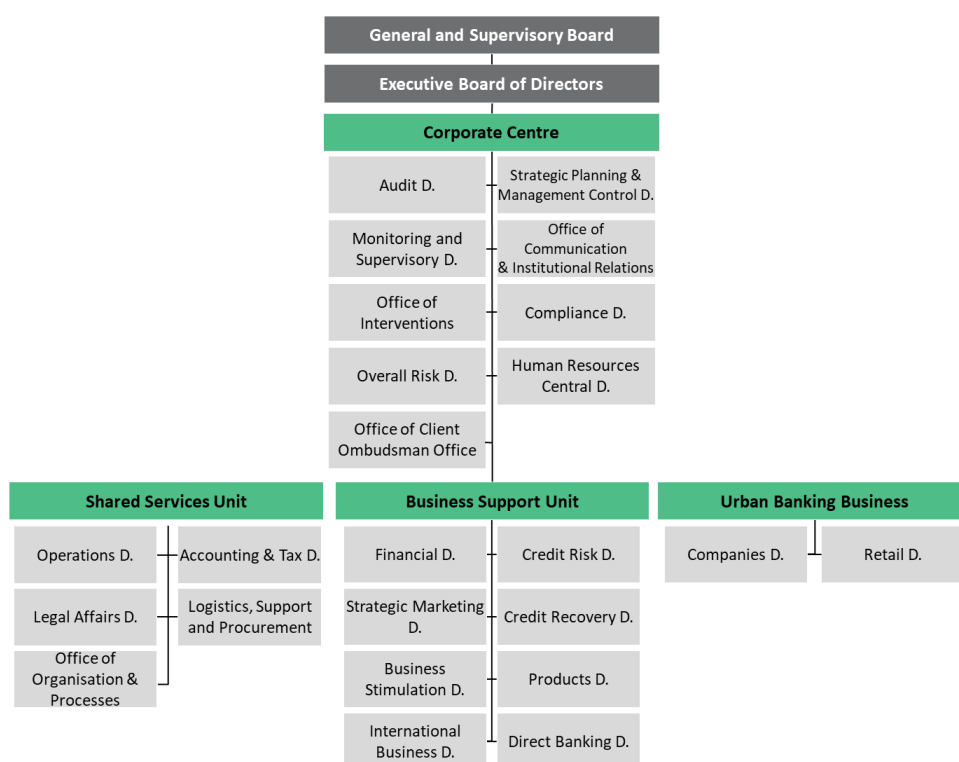 General and Supervisory Board
Executive Board of Directors
Corporate Centre
Audit D.
Strategic Planning &
Management Control D.
Monitoring and
Supervisory D.
Office of
Communication
& Institutional Relations
Office of
Interventions
Compliance D.
Overall Risk D.
Human Resources
Central D.
Office of Client
Ombudsman Office
Shared Services Unit
Operations D.
Accounting & Tax D.
Legal Affairs D.
Logistics, Support
and Procurement
Office of
Organisation &
Processes
Business Support Unit
Financial D.
Credit Risk D.
Strategic Marketing
D.
Credit Recovery D.
Business
Stimulation D.
Products D.
International
Business D.
Direct Banking D.
Urban Banking Business
Companies D.
Retail D.